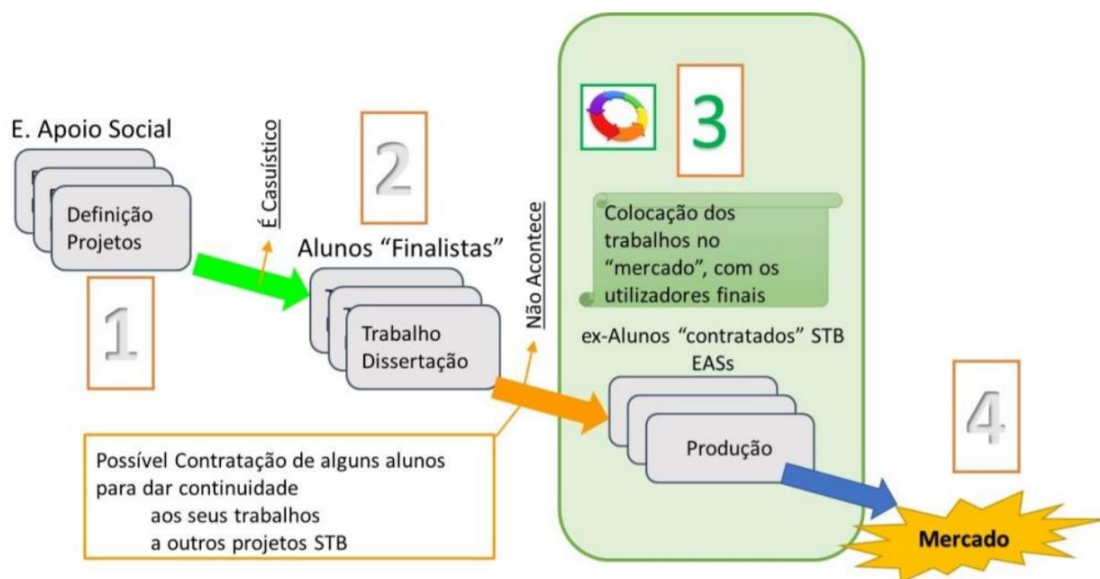 E. Apoio Social
Definição
Projetos
1
É Casuístico
2
Alunos “Finalistas”
Trabalho
Dissertação
Não Acontece
Possível Contratação de alguns alunos
para dar continuidade
aos seus trabalhos
a outros projetos STB
3
Colocação dos
trabalhos no
“mercado”, com os
utilizadores finais
ex-Alunos “contratados” STB
EASs
Produção
4
Mercado